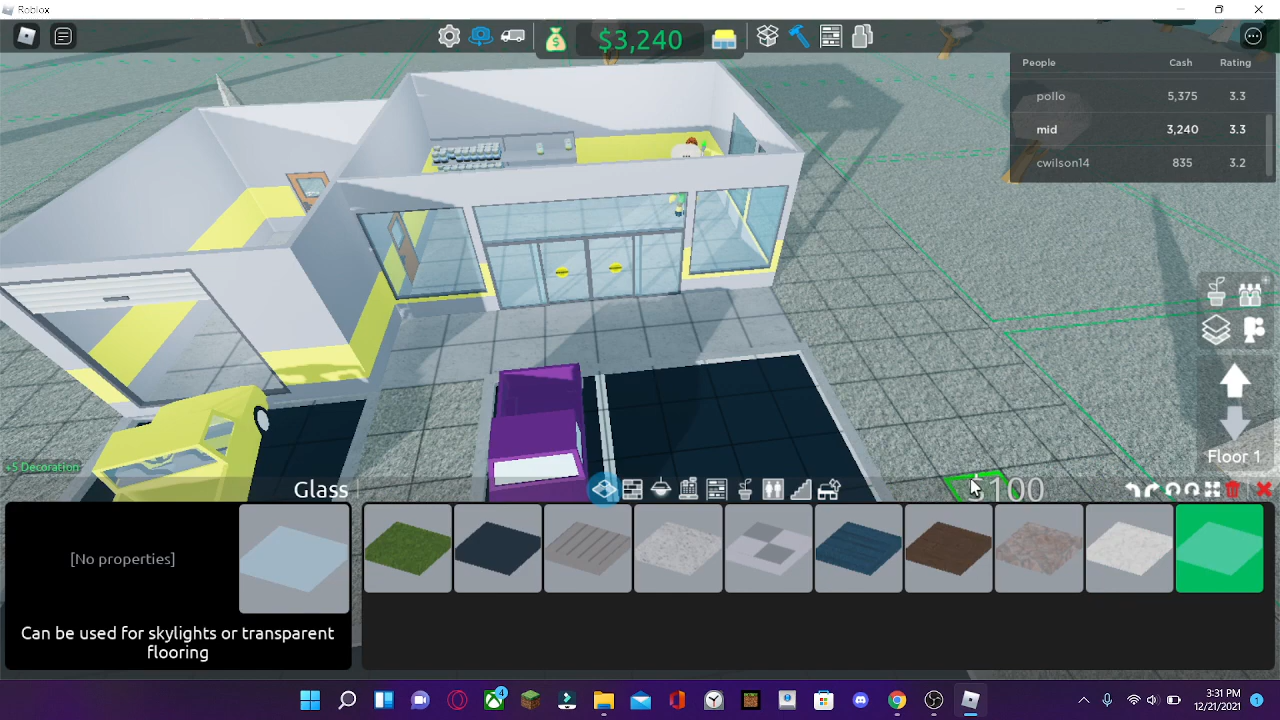 Roblox
$
$3,240
People Cash Rating
pollo 5,375 3.3
mid 3,240 3.3
cwilson14 835 3.2
Floor 1
+5 Decoration
$100
Glass
[No properties]
Can be used for skylights or transparent
flooring
4
3:31 PM
12/21/2021
1